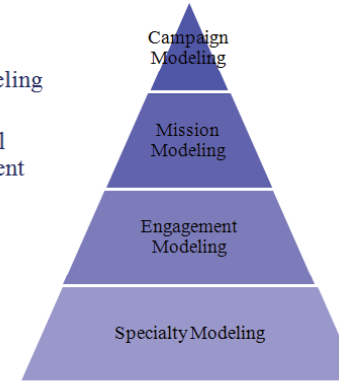 Campaign
Modeling
Mission
Modeling
Engagement
Modeling
Specialty Modeling